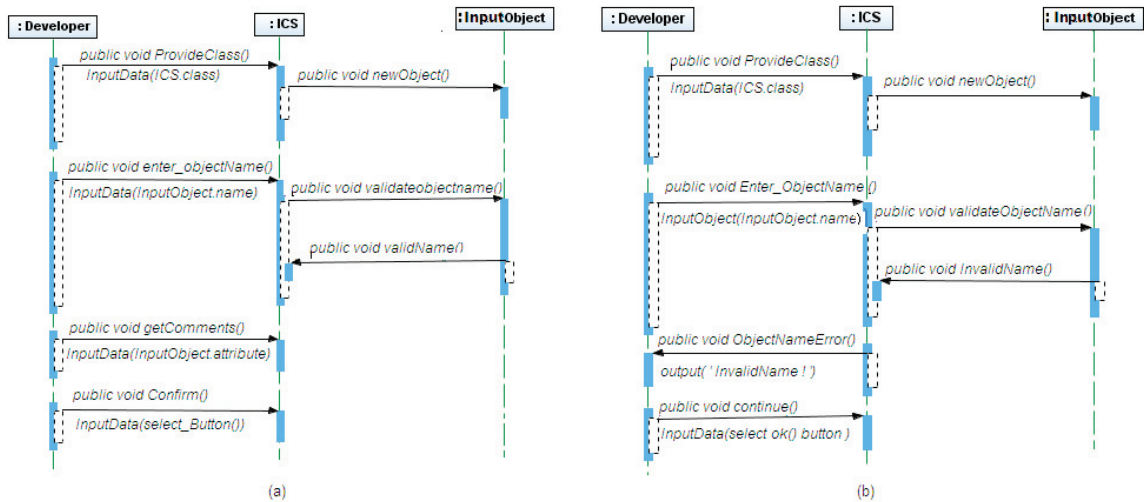 : Developer
: ICS
: InputObject
public void ProvideClass()
InputData(ICS.class)
public void newObject()
public void enter_objectName()
InputData(InputObject.name)
public void validateobjectname()
public void validName()
public void getComments()
InputData(InputObject.attribute)
public void Confirm()
InputData(select_Button())
(a)
: Developer
: ICS
: InputObject
public void ProvideClass()
InputData(ICS.class)
public void newObject()
public void Enter_ObjectName()
InputObject(InputObject.name)
public void validateObjectName()
public void InvalidName()
public void ObjectNameError()
output( ' InvalidName ! ')
public void continue()
InputData(select ok() button )
(b)